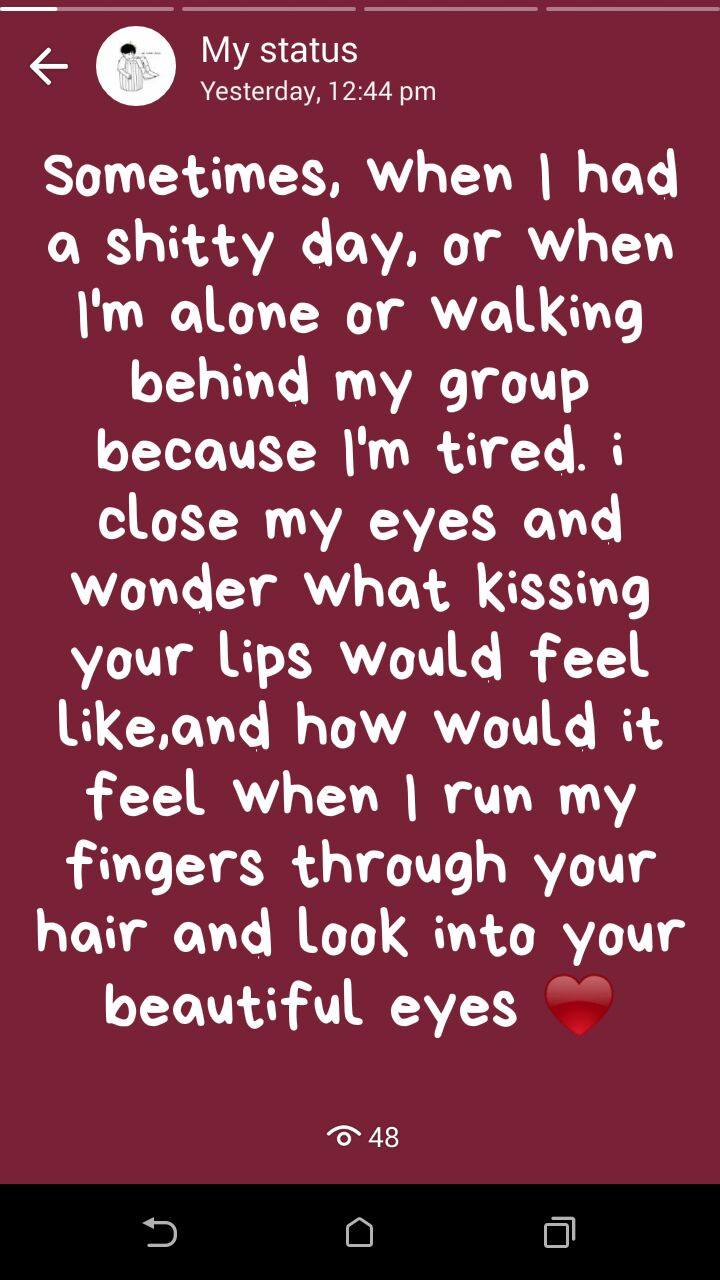 My status
Yesterday, 12:44 pm
Sometimes, when I had
a shitty day, or when
I'm alone or walking
behind my group
because I'm tired. i
close my eyes and
wonder what kissing
your lips would feel
like,and how would it
feel when I run my
fingers through your
hair and look into your
beautiful eyes ❤
48